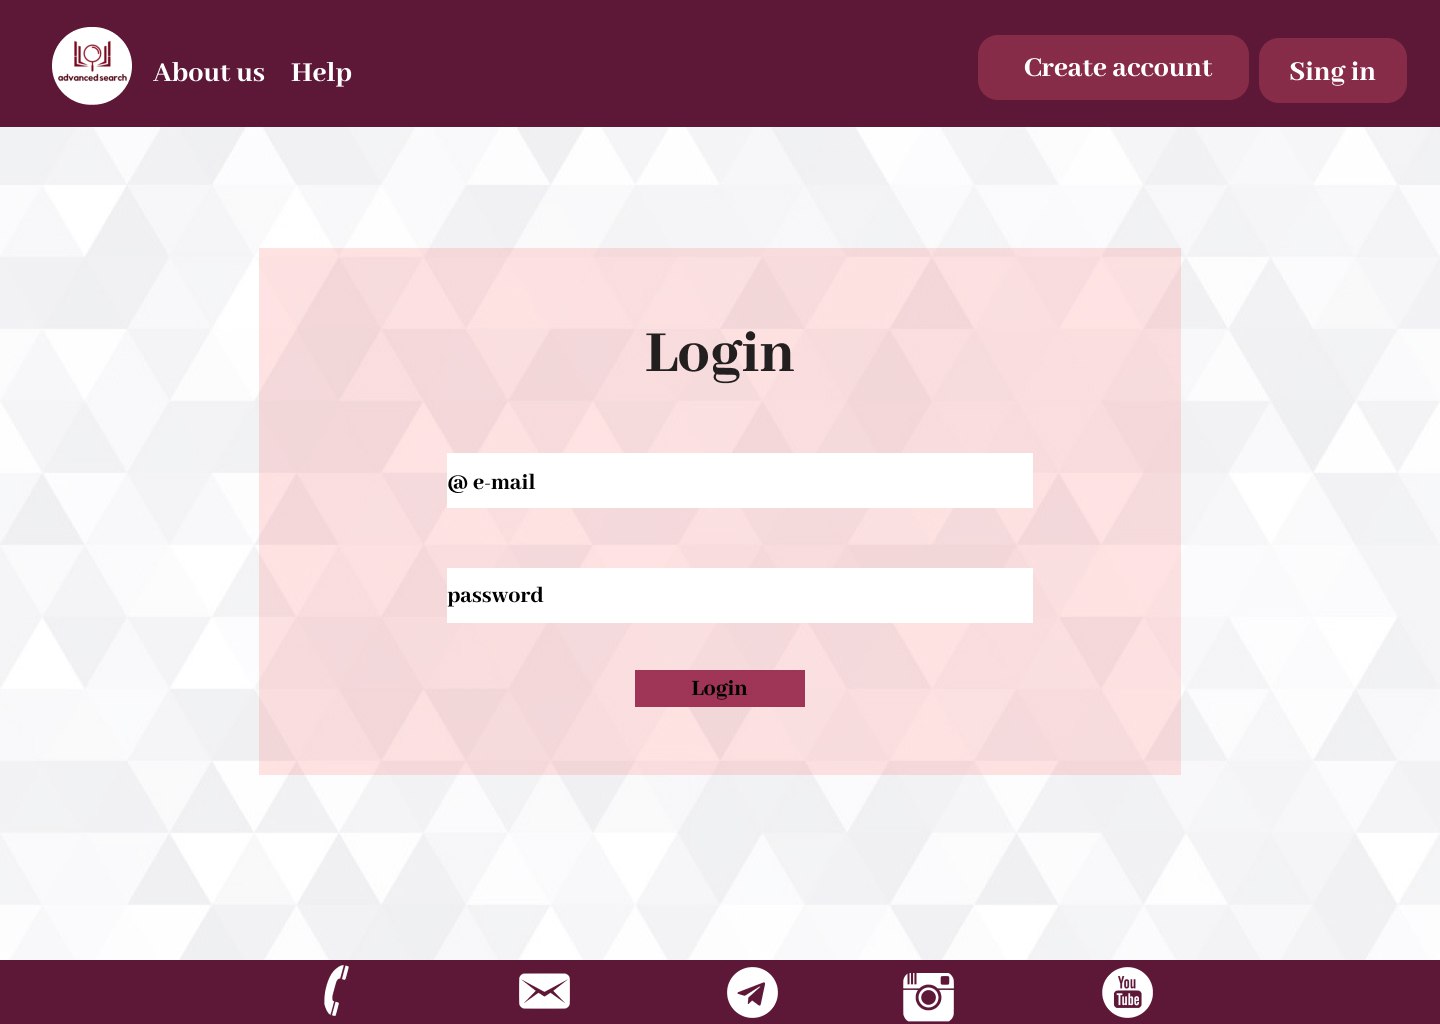 advanced search
About us
Help
Create account
Sing in
Login
@ e-mail
password
Login
You
Tube